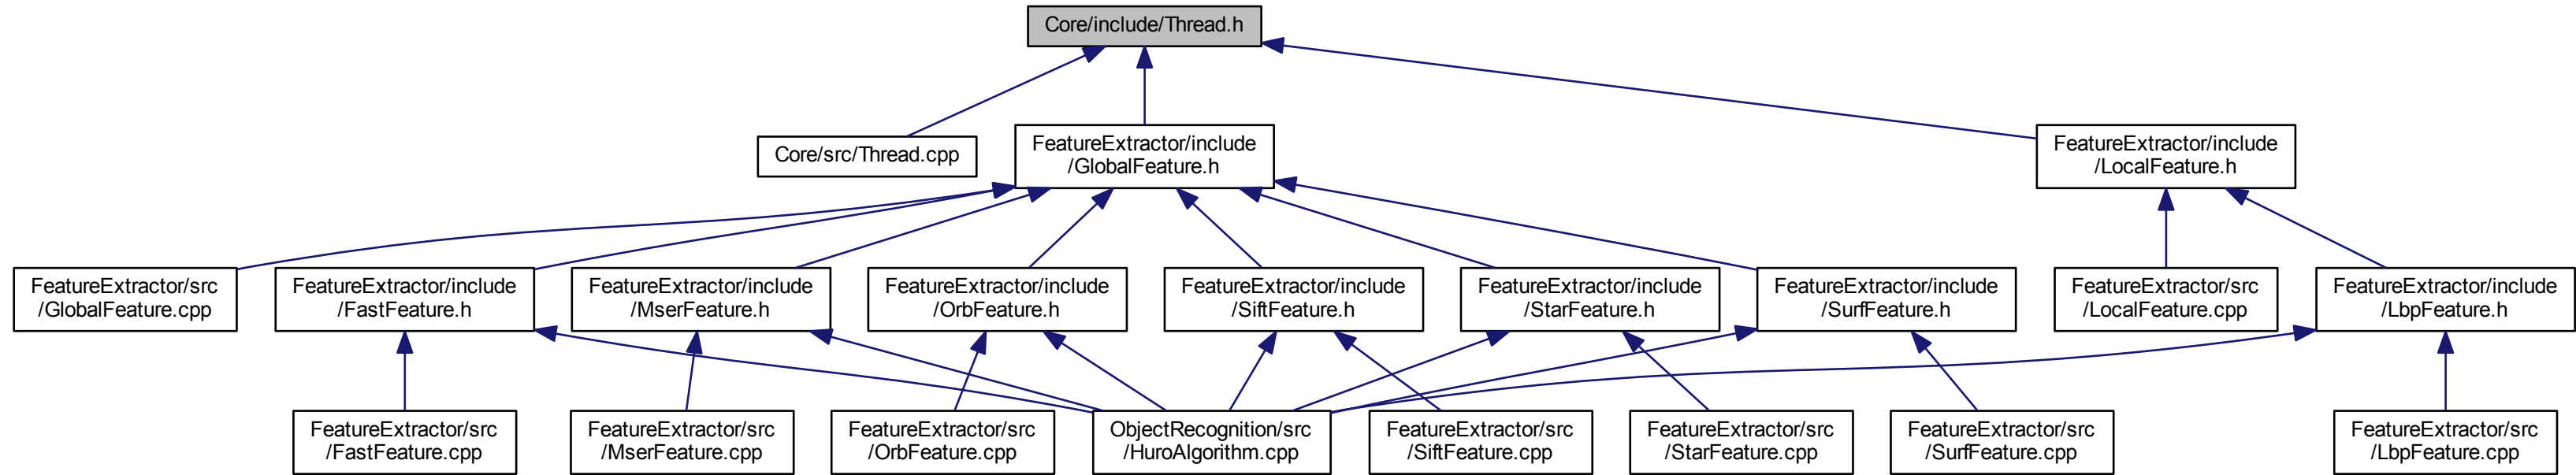 Core/include/Thread.h
Core/src/Thread.cpp
FeatureExtractor/include
/GlobalFeature.h
FeatureExtractor/include
/LocalFeature.h
FeatureExtractor/src
/GlobalFeature.cpp
FeatureExtractor/include
/FastFeature.h
FeatureExtractor/include
/MserFeature.h
FeatureExtractor/include
/OrbFeature.h
FeatureExtractor/include
/SiftFeature.h
FeatureExtractor/include
/StarFeature.h
FeatureExtractor/include
/SurfFeature.h
FeatureExtractor/src
/LocalFeature.cpp
FeatureExtractor/include
/LbpFeature.h
FeatureExtractor/src
/FastFeature.cpp
FeatureExtractor/src
/MserFeature.cpp
FeatureExtractor/src
/OrbFeature.cpp
ObjectRecognition/src
/HuroAlgorithm.cpp
FeatureExtractor/src
/SiftFeature.cpp
FeatureExtractor/src
/StarFeature.cpp
FeatureExtractor/src
/SurfFeature.cpp
FeatureExtractor/src
/LbpFeature.cpp